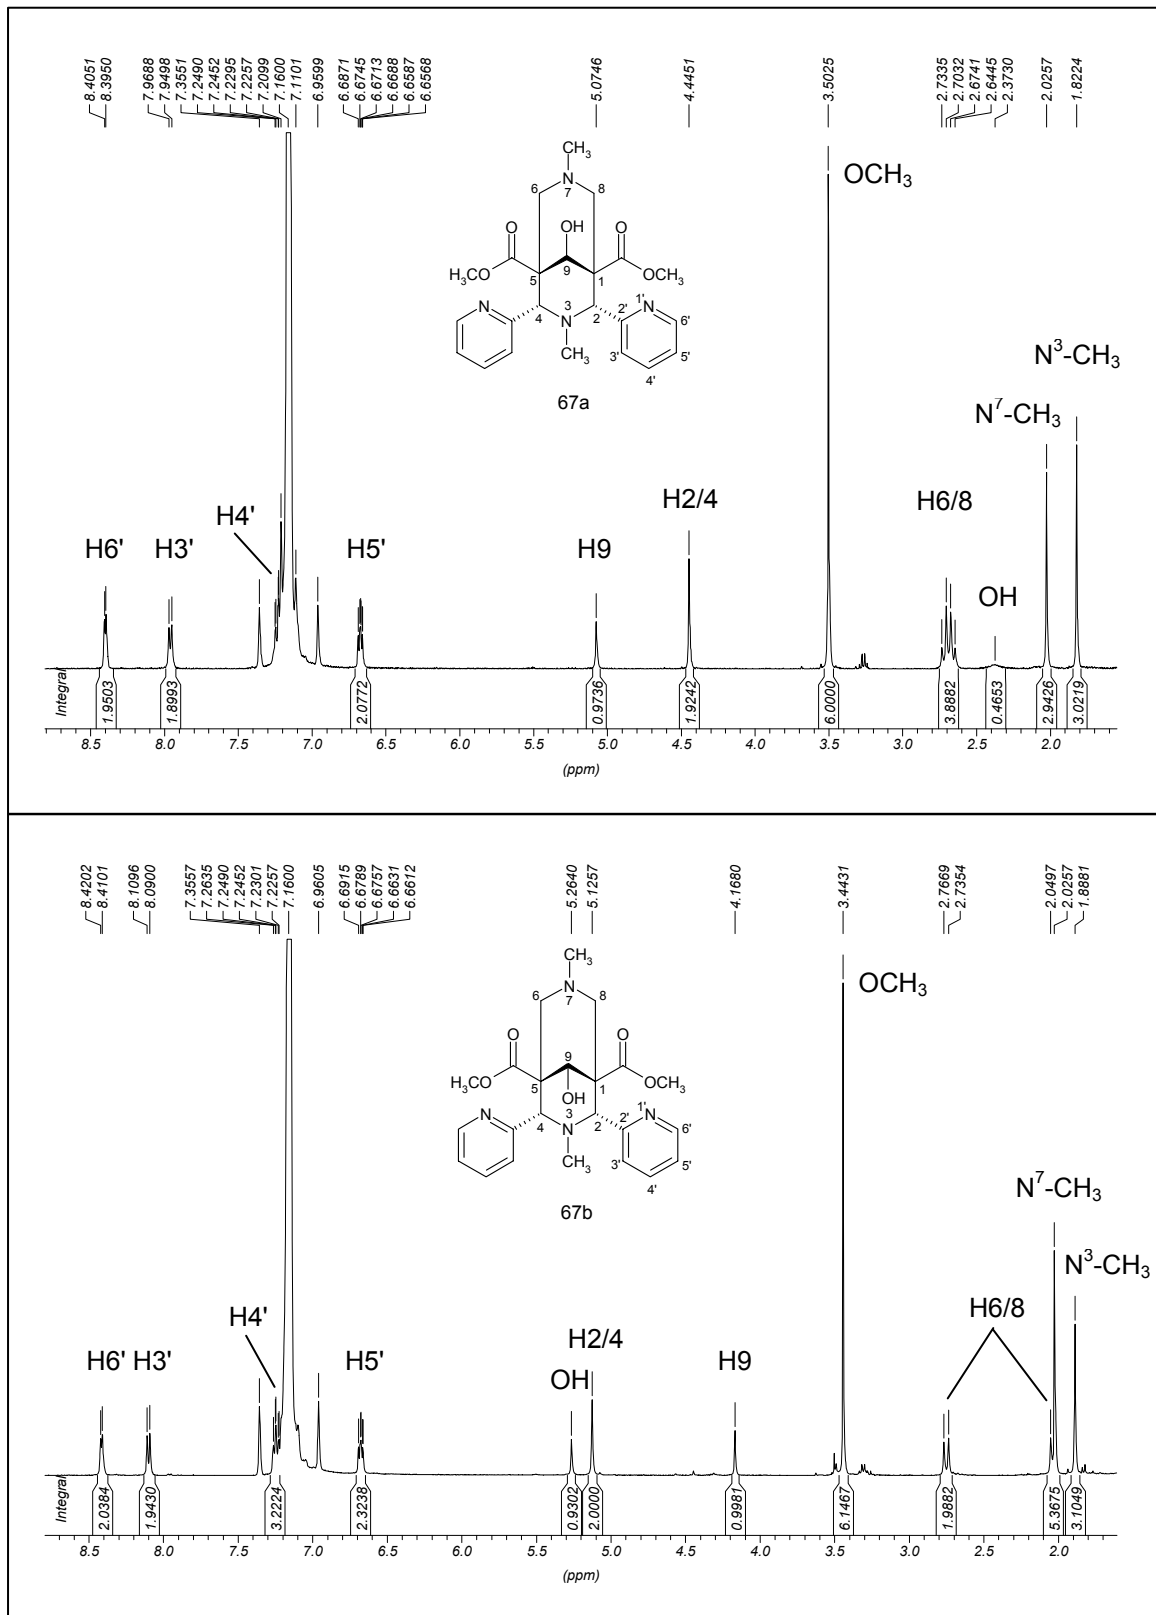 8.4051
8.3950
7.9688
7.9498
7.3551
7.2490
7.2452
7.2295
7.2257
7.2099
7.1600
7.1101
6.9599
6.6871
6.6745
6.6713
6.6688
6.6587
6.6568
5.0746
4.4451
3.5025
2.7335
2.7032
2.6741
2.6445
2.3730
2.0257
1.8224
CH3
N
7
6
8
O
OH
O
H3CO
9
OCH3
5
1
N
N
3
1'
4
2
2'
6'
CH3
3'
5'
4'
67a
OCH3
N3-CH3
N7-CH3
H6'
H3'
H4'
H5'
H9
H2/4
H6/8
OH
Integral
1.9503
1.8993
2.0772
0.9736
1.9242
6.0000
3.8882
0.4653
2.9426
3.0219
8.5 8.0 7.5 7.0 6.5 6.0 5.5 5.0 4.5 4.0 3.5 3.0 2.5 2.0
(ppm)
8.4202
8.4101
8.1096
8.0900
7.3557
7.2635
7.2490
7.2452
7.2301
7.2257
7.1600
6.9605
6.6915
6.6789
6.6757
6.6631
6.6612
5.2640
5.1257
4.1680
3.4431
2.7669
2.7354
2.0497
2.0257
1.8881
CH3
N
7
6
8
O
9
O
H3CO
OH
OCH3
5
1
N
N
3
1'
4
2
2'
6'
CH3
3'
5'
4'
67b
OCH3
N7-CH3
N3-CH3
H6' H3'
H4'
H5'
OH
H2/4
H9
H6/8
Integral
2.0384
1.9430
3.2224
2.3238
0.9302
2.0000
0.9981
6.1467
1.9882
5.3675
3.1049
8.5 8.0 7.5 7.0 6.5 6.0 5.5 5.0 4.5 4.0 3.5 3.0 2.5 2.0
(ppm)